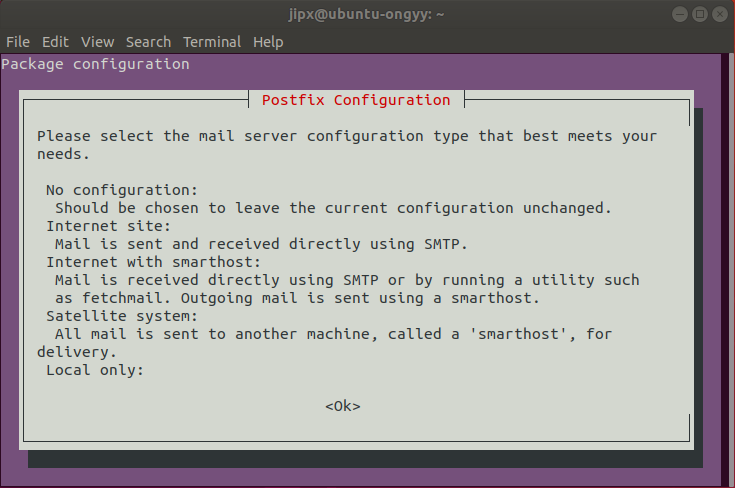 jipx@ubuntu-ongyy: ~
File Edit View Search Terminal Help
Package configuration
Postfix Configuration
Please select the mail server configuration type that best meets your
needs.
No configuration:
Should be chosen to leave the current configuration unchanged.
Internet site:
Mail is sent and received directly using SMTP.
Internet with smarthost:
Mail is received directly using SMTP or by running a utility such
as fetchmail. Outgoing mail is sent using a smarthost.
Satellite system:
All mail is sent to another machine, called a 'smarthost', for
delivery.
Local only:
<Ok>